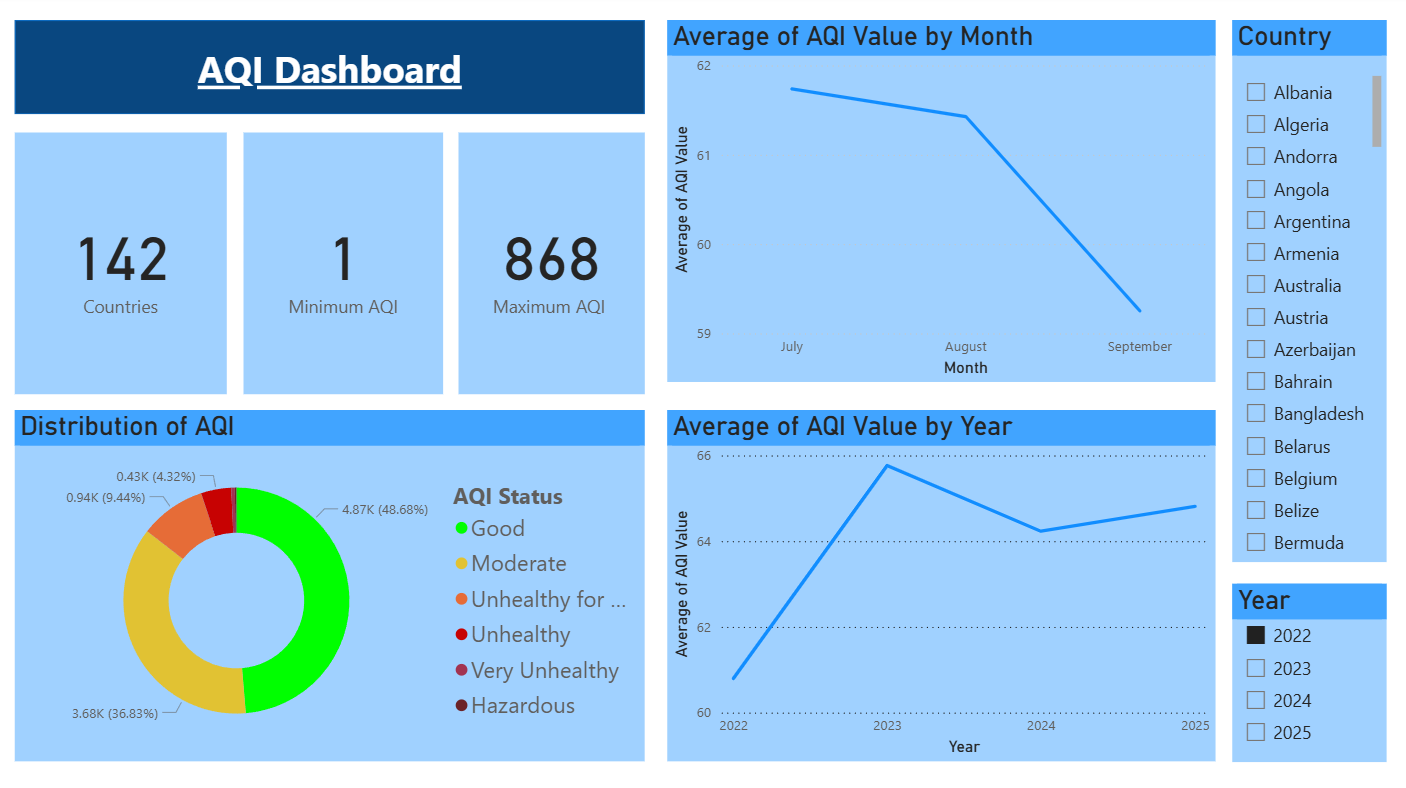 AQI Dashboard
142
Countries
1
Minimum AQI
868
Maximum AQI
Distribution of AQI
0.43K (4.32%)
0.94K (9.44%)
4.87K (48.68%)
3.68K (36.83%)
AQI Status
Good
Moderate
Unhealthy for ...
Unhealthy
Very Unhealthy
Hazardous
Average of AQI Value by Month
Average of AQI Value
62
61
60
59
July
August
September
Month
Average of AQI Value by Year
Average of AQI Value
66
64
62
60
2022
2023
2024
2025
Year
Country
Albania
Algeria
Andorra
Angola
Argentina
Armenia
Australia
Austria
Azerbaijan
Bahrain
Bangladesh
Belarus
Belgium
Belize
Bermuda
Year
2022
2023
2024
2025